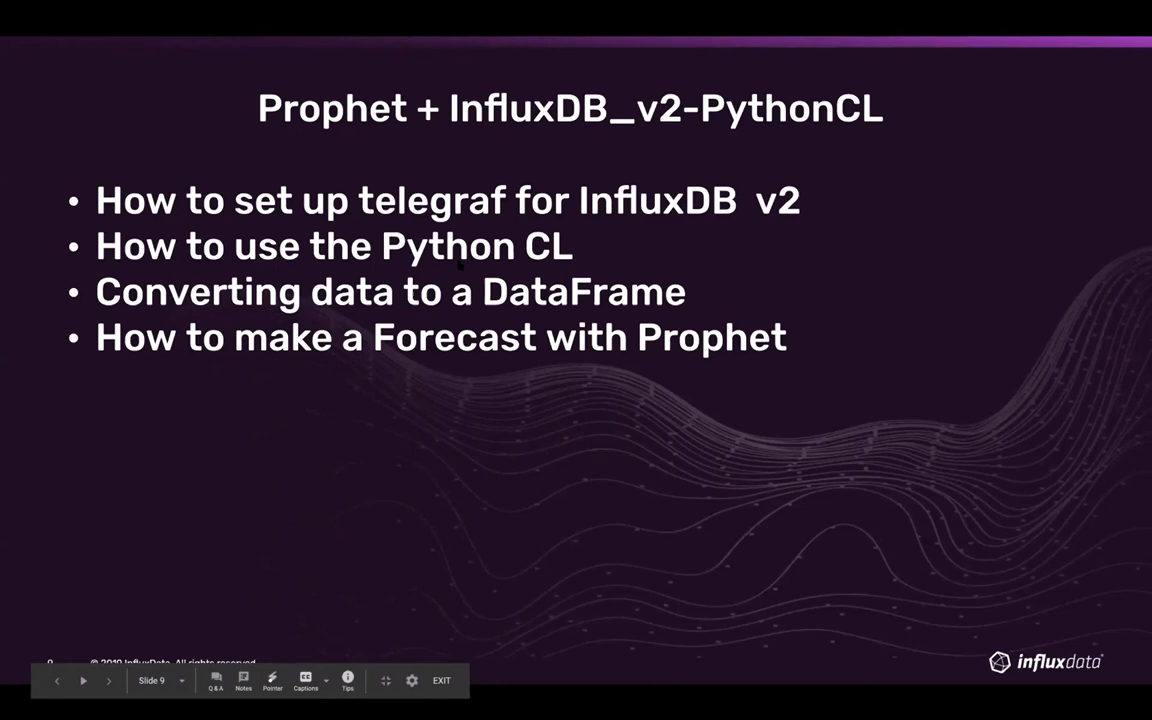 Prophet + InfluxDB_v2-PythonCL
• How to set up telegraf for InfluxDB v2
• How to use the Python CL
• Converting data to a DataFrame
• How to make a Forecast with Prophet
9 © 2019 InfluxData. All rights reserved.
influxdata
Slide 9
Q & A
Notes
Pointer
Captions
Tips
EXIT